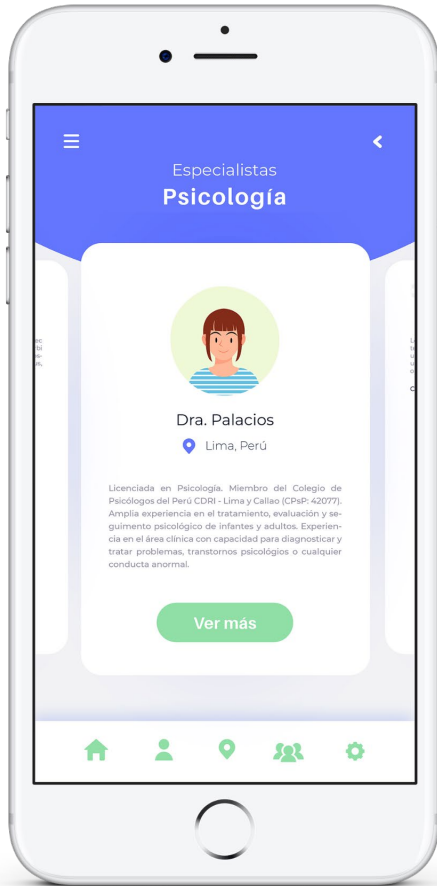 Especialistas
Psicología
Dra. Palacios
Lima, Perú
Licenciada en Psicología. Miembro del Colegio de
Psicólogos del Perú CDRI - Lima y Callao (CPsP: 42077).
Amplia experiencia en el tratamiento, evaluación y se-
guimento psicológico de infantes y adultos. Experien-
cia en el área clínica con capacidad para diagnosticar y
tratar problemas, transtornos psicológicos o cualquier
conducta anormal.
Ver más